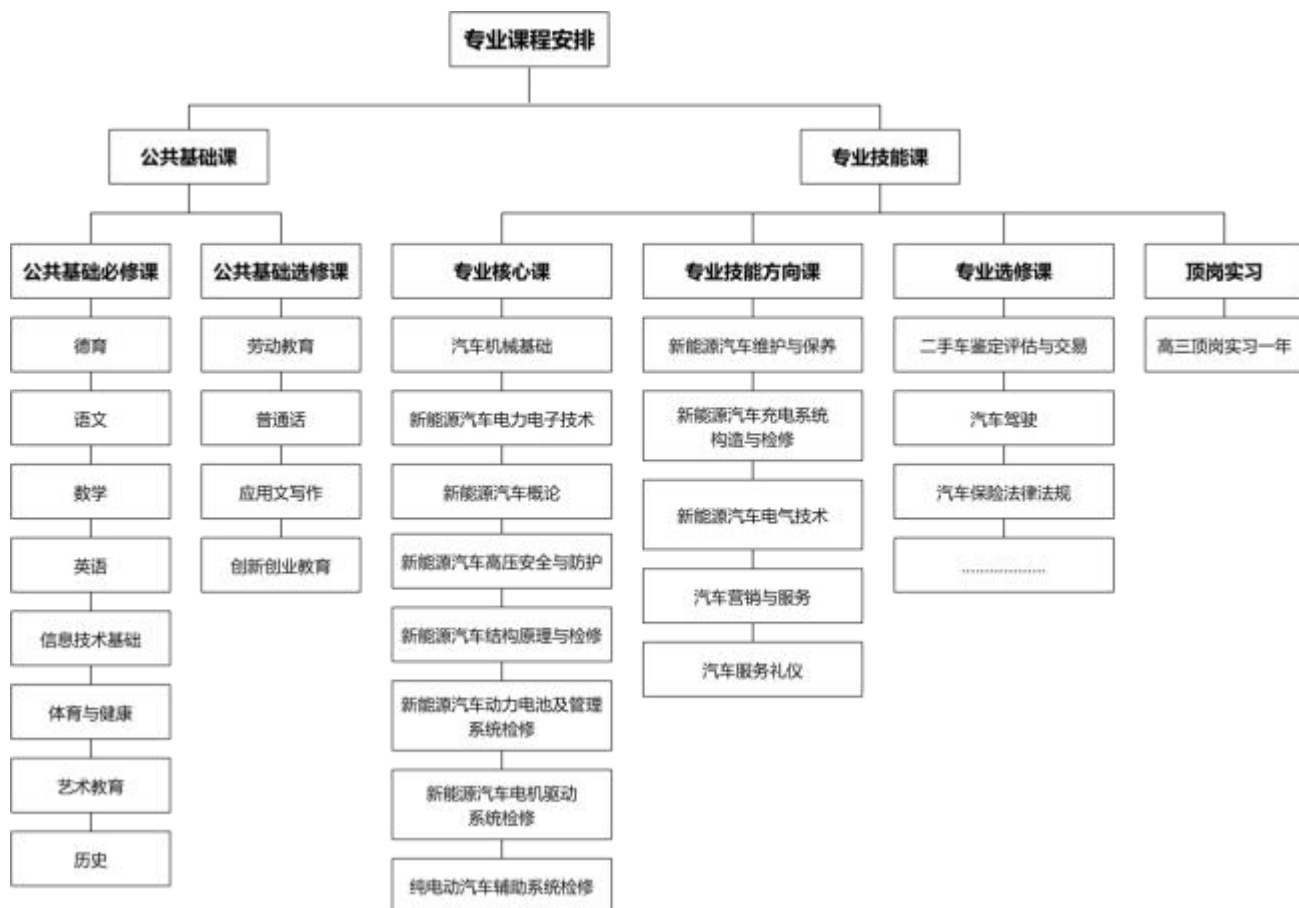 专业课程安排
公共基础课
专业技能课
公共基础必修课
公共基础选修课
专业核心课
专业技能方向课
专业选修课
顶岗实习
德育
语文
数学
英语
信息技术基础
体育与健康
艺术教育
历史
劳动教育
普通话
应用文写作
创新创业教育
汽车机械基础
新能源汽车电力电子技术
新能源汽车概论
新能源汽车高压安全与防护
新能源汽车结构原理与检修
新能源汽车动力电池及管理
系统检修
新能源汽车电机驱动
系统检修
纯电动汽车辅助系统检修
新能源汽车维护与保养
新能源汽车充电系统
构造与检修
新能源汽车电气技术
汽车营销与服务
汽车服务礼仪
二手车鉴定评估与交易
汽车驾驶
汽车保险法律法规
..................
高三顶岗实习一年